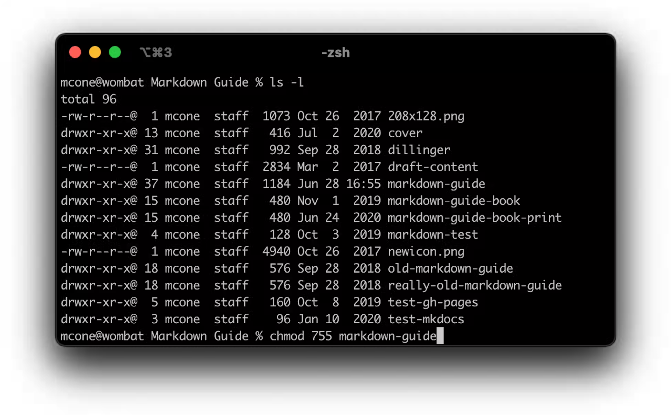 ⌥⌘3 -zsh
mcone@wombat Markdown Guide % ls -l
total 96
-rw-r--r--@  1 mcone  staff  1073 Oct 26  2017 208x128.png
drwxr-xr-x@ 13 mcone  staff   416 Jul  2  2020 cover
drwxr-xr-x@ 31 mcone  staff   992 Sep 28  2018 dillinger
-rw-r--r--@  1 mcone  staff  2834 Mar  2  2017 draft-content
drwxr-xr-x@ 37 mcone  staff  1184 Jun 28 16:55 markdown-guide
drwxr-xr-x@ 15 mcone  staff   480 Nov  1  2019 markdown-guide-book
drwxr-xr-x@ 15 mcone  staff   480 Jun 24  2020 markdown-guide-book-print
drwxr-xr-x@  4 mcone  staff   128 Oct  3  2019 markdown-test
-rw-r--r--@  1 mcone  staff  4940 Oct 26  2017 newicon.png
drwxr-xr-x@ 18 mcone  staff   576 Sep 28  2018 old-markdown-guide
drwxr-xr-x@ 18 mcone  staff   576 Sep 28  2018 really-old-markdown-guide
drwxr-xr-x@  5 mcone  staff   160 Oct  8  2019 test-gh-pages
drwxr-xr-x@  3 mcone  staff    96 Jan 10  2020 test-mkdocs
mcone@wombat Markdown Guide % chmod 755 markdown-guide